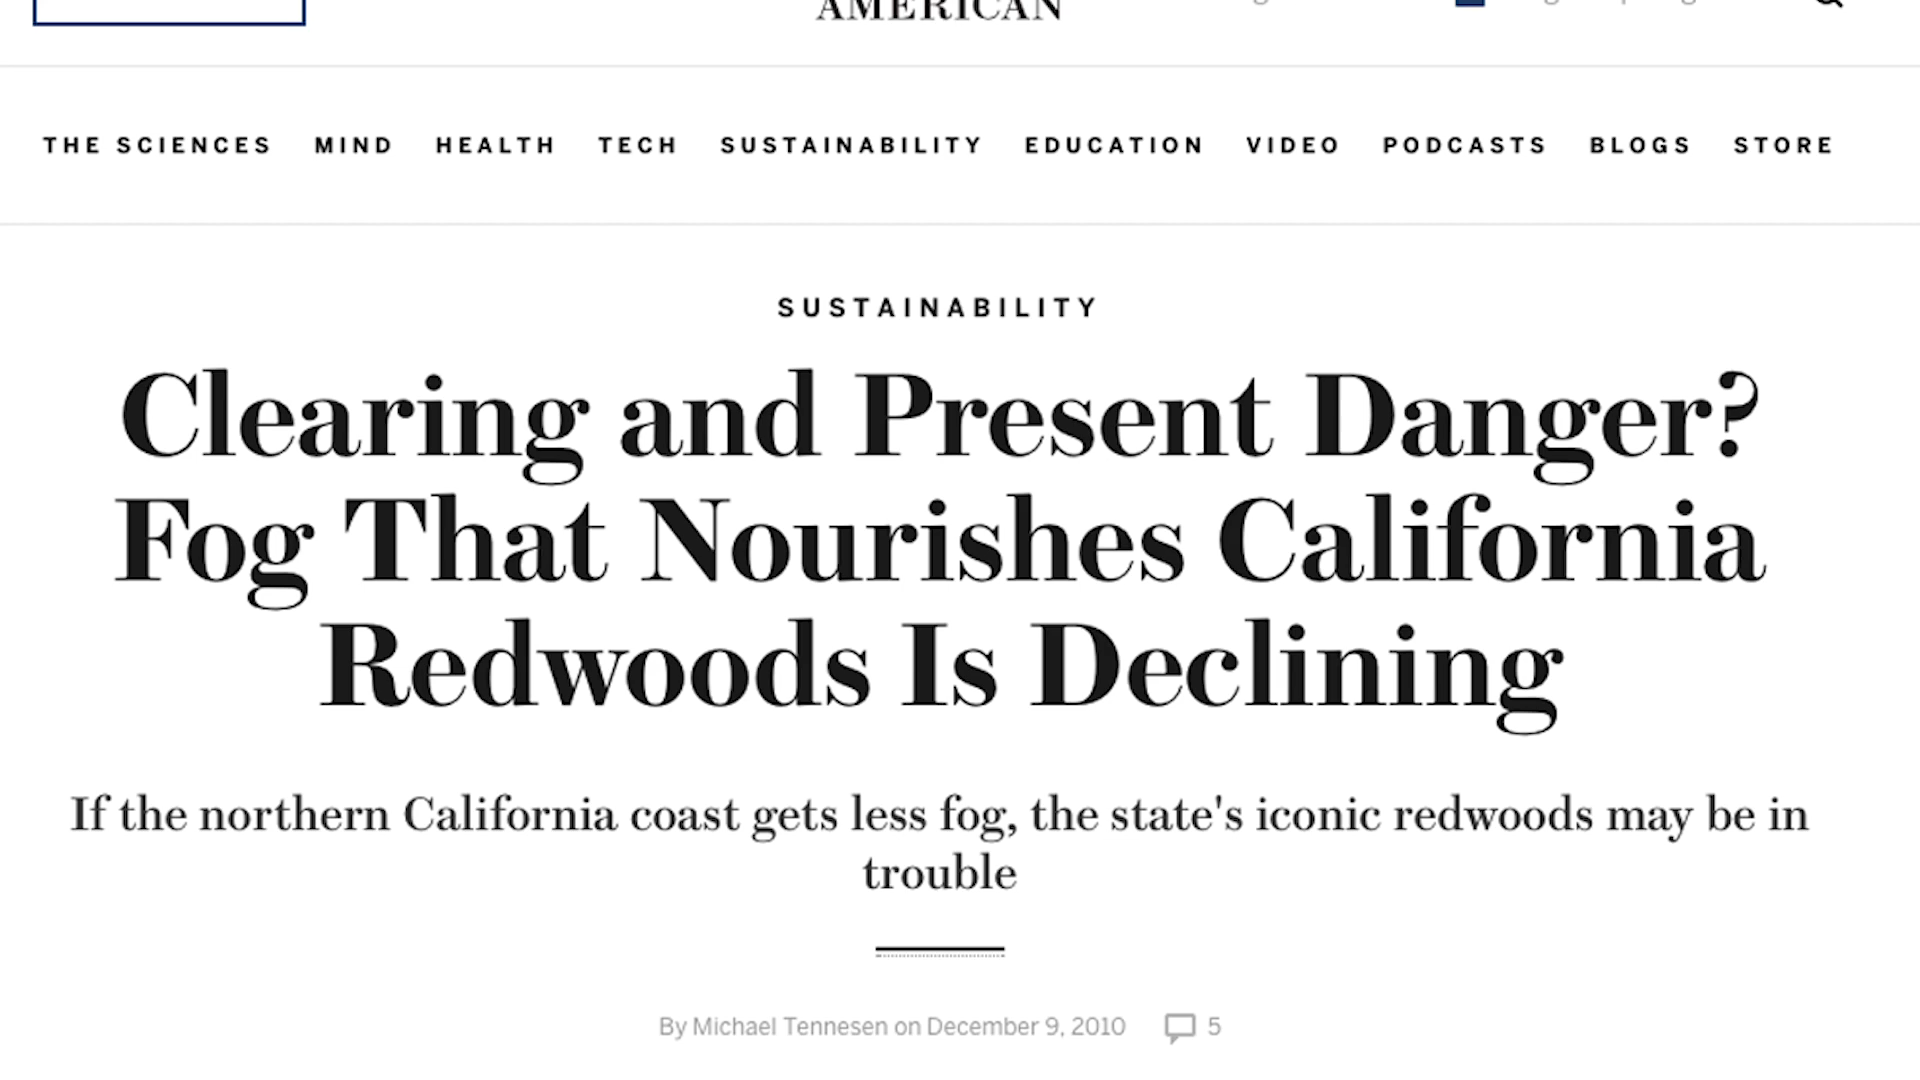 AMERICAN
THE SCIENCES MIND HEALTH TECH SUSTAINABILITY EDUCATION VIDEO PODCASTS BLOGS STORE
SUSTAINABILITY
Clearing and Present Danger?
Fog That Nourishes California
Redwoods Is Declining
If the northern California coast gets less fog, the state's iconic redwoods may be in
trouble
By Michael Tennesen on December 9, 2010 5